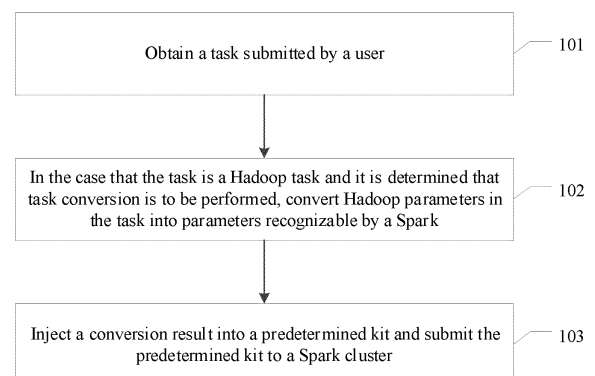 Obtain a task submitted by a user
101
In the case that the task is a Hadoop task and it is determined that
task conversion is to be performed, convert Hadoop parameters
in the task into parameters recognizable by a Spark
102
Inject a conversion result into a predetermined kit and submit the
predetermined kit to a Spark cluster
103